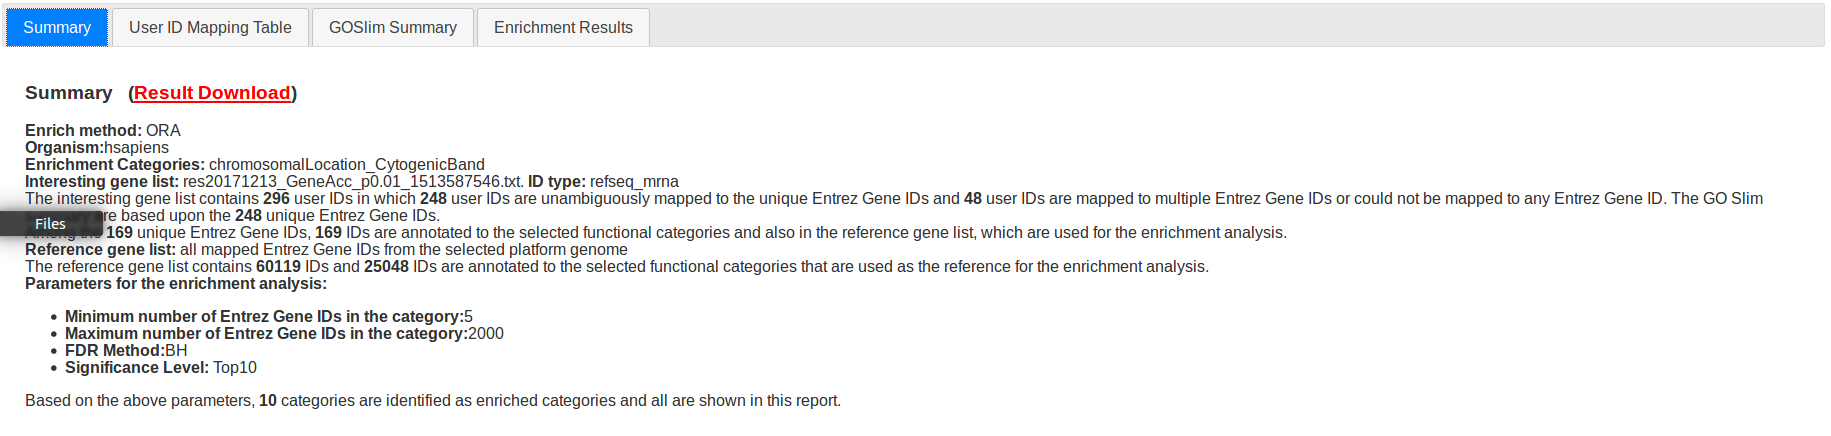 Summary User ID Mapping Table GOSlim Summary Enrichment Results
Summary (Result Download)
Enrich method: ORA
Organism:hsapiens
Enrichment Categories: chromosomalLocation_CytogenicBand
Interesting gene list: res20171213_GeneAcc_p0.01_1513587546.txt. ID type: refseq_mrna
The interesting gene list contains 296 user IDs in which 248 user IDs are unambiguously mapped to the unique Entrez Gene IDs and 48 user IDs are mapped to multiple Entrez Gene IDs or could not be mapped to any Entrez Gene ID. The GO Slim
Files
are based upon the 248 unique Entrez Gene IDs.
Among the 169 unique Entrez Gene IDs, 169 IDs are annotated to the selected functional categories and also in the reference gene list, which are used for the enrichment analysis.
Reference gene list: all mapped Entrez Gene IDs from the selected platform genome
The reference gene list contains 60119 IDs and 25048 IDs are annotated to the selected functional categories that are used as the reference for the enrichment analysis.
Parameters for the enrichment analysis:
• Minimum number of Entrez Gene IDs in the category:5
• Maximum number of Entrez Gene IDs in the category:2000
• FDR Method:BH
• Significance Level: Top10
Based on the above parameters, 10 categories are identified as enriched categories and all are shown in this report.